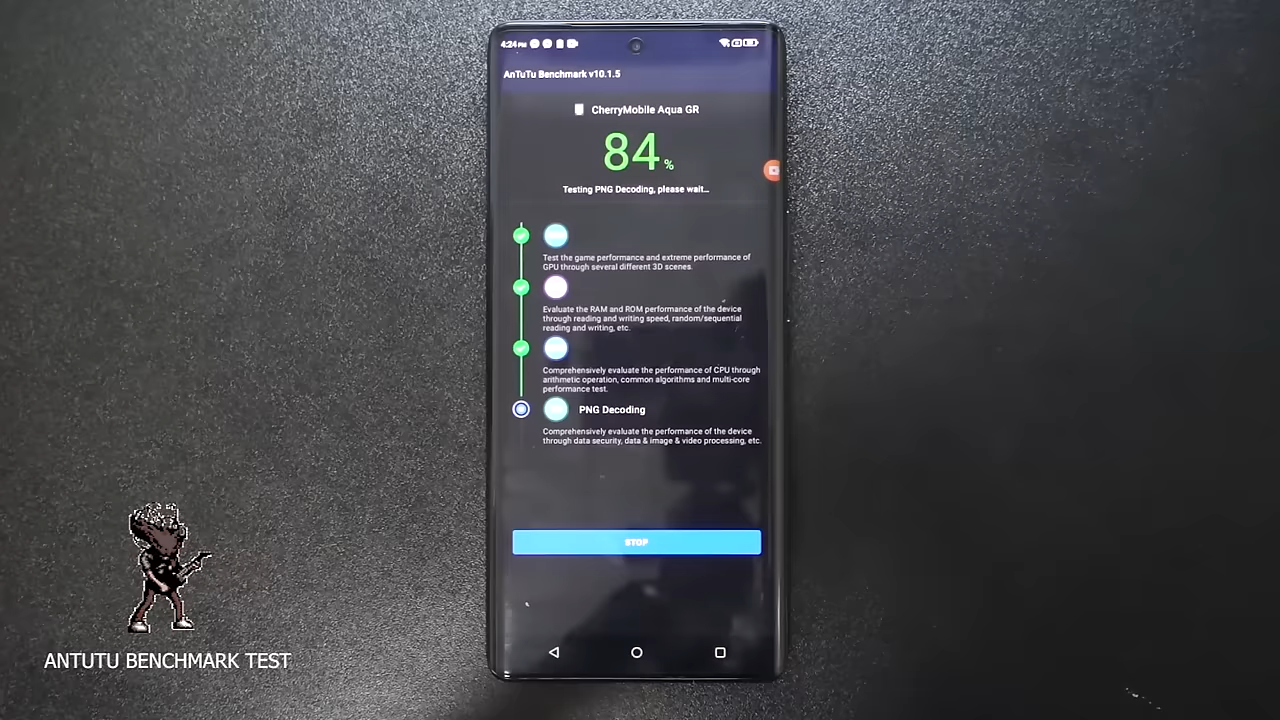 4:24 PM
AnTuTu Benchmark v10.1.5
CherryMobile Aqua GR
84%
Testing PNG Decoding, please wait...
Test the game performance and extreme performance of
GPU through several different 3D scenes.
Evaluate the RAM and ROM performance of the device
through reading and writing speed, random/sequential
reading and writing, etc.
Comprehensively evaluate the performance of CPU through
arithmetic operation, common algorithms and multi-core
performance test.
PNG Decoding
Comprehensively evaluate the performance of the device
through data security, data & image & video processing, etc.
STOP
ANTUTU BENCHMARK TEST